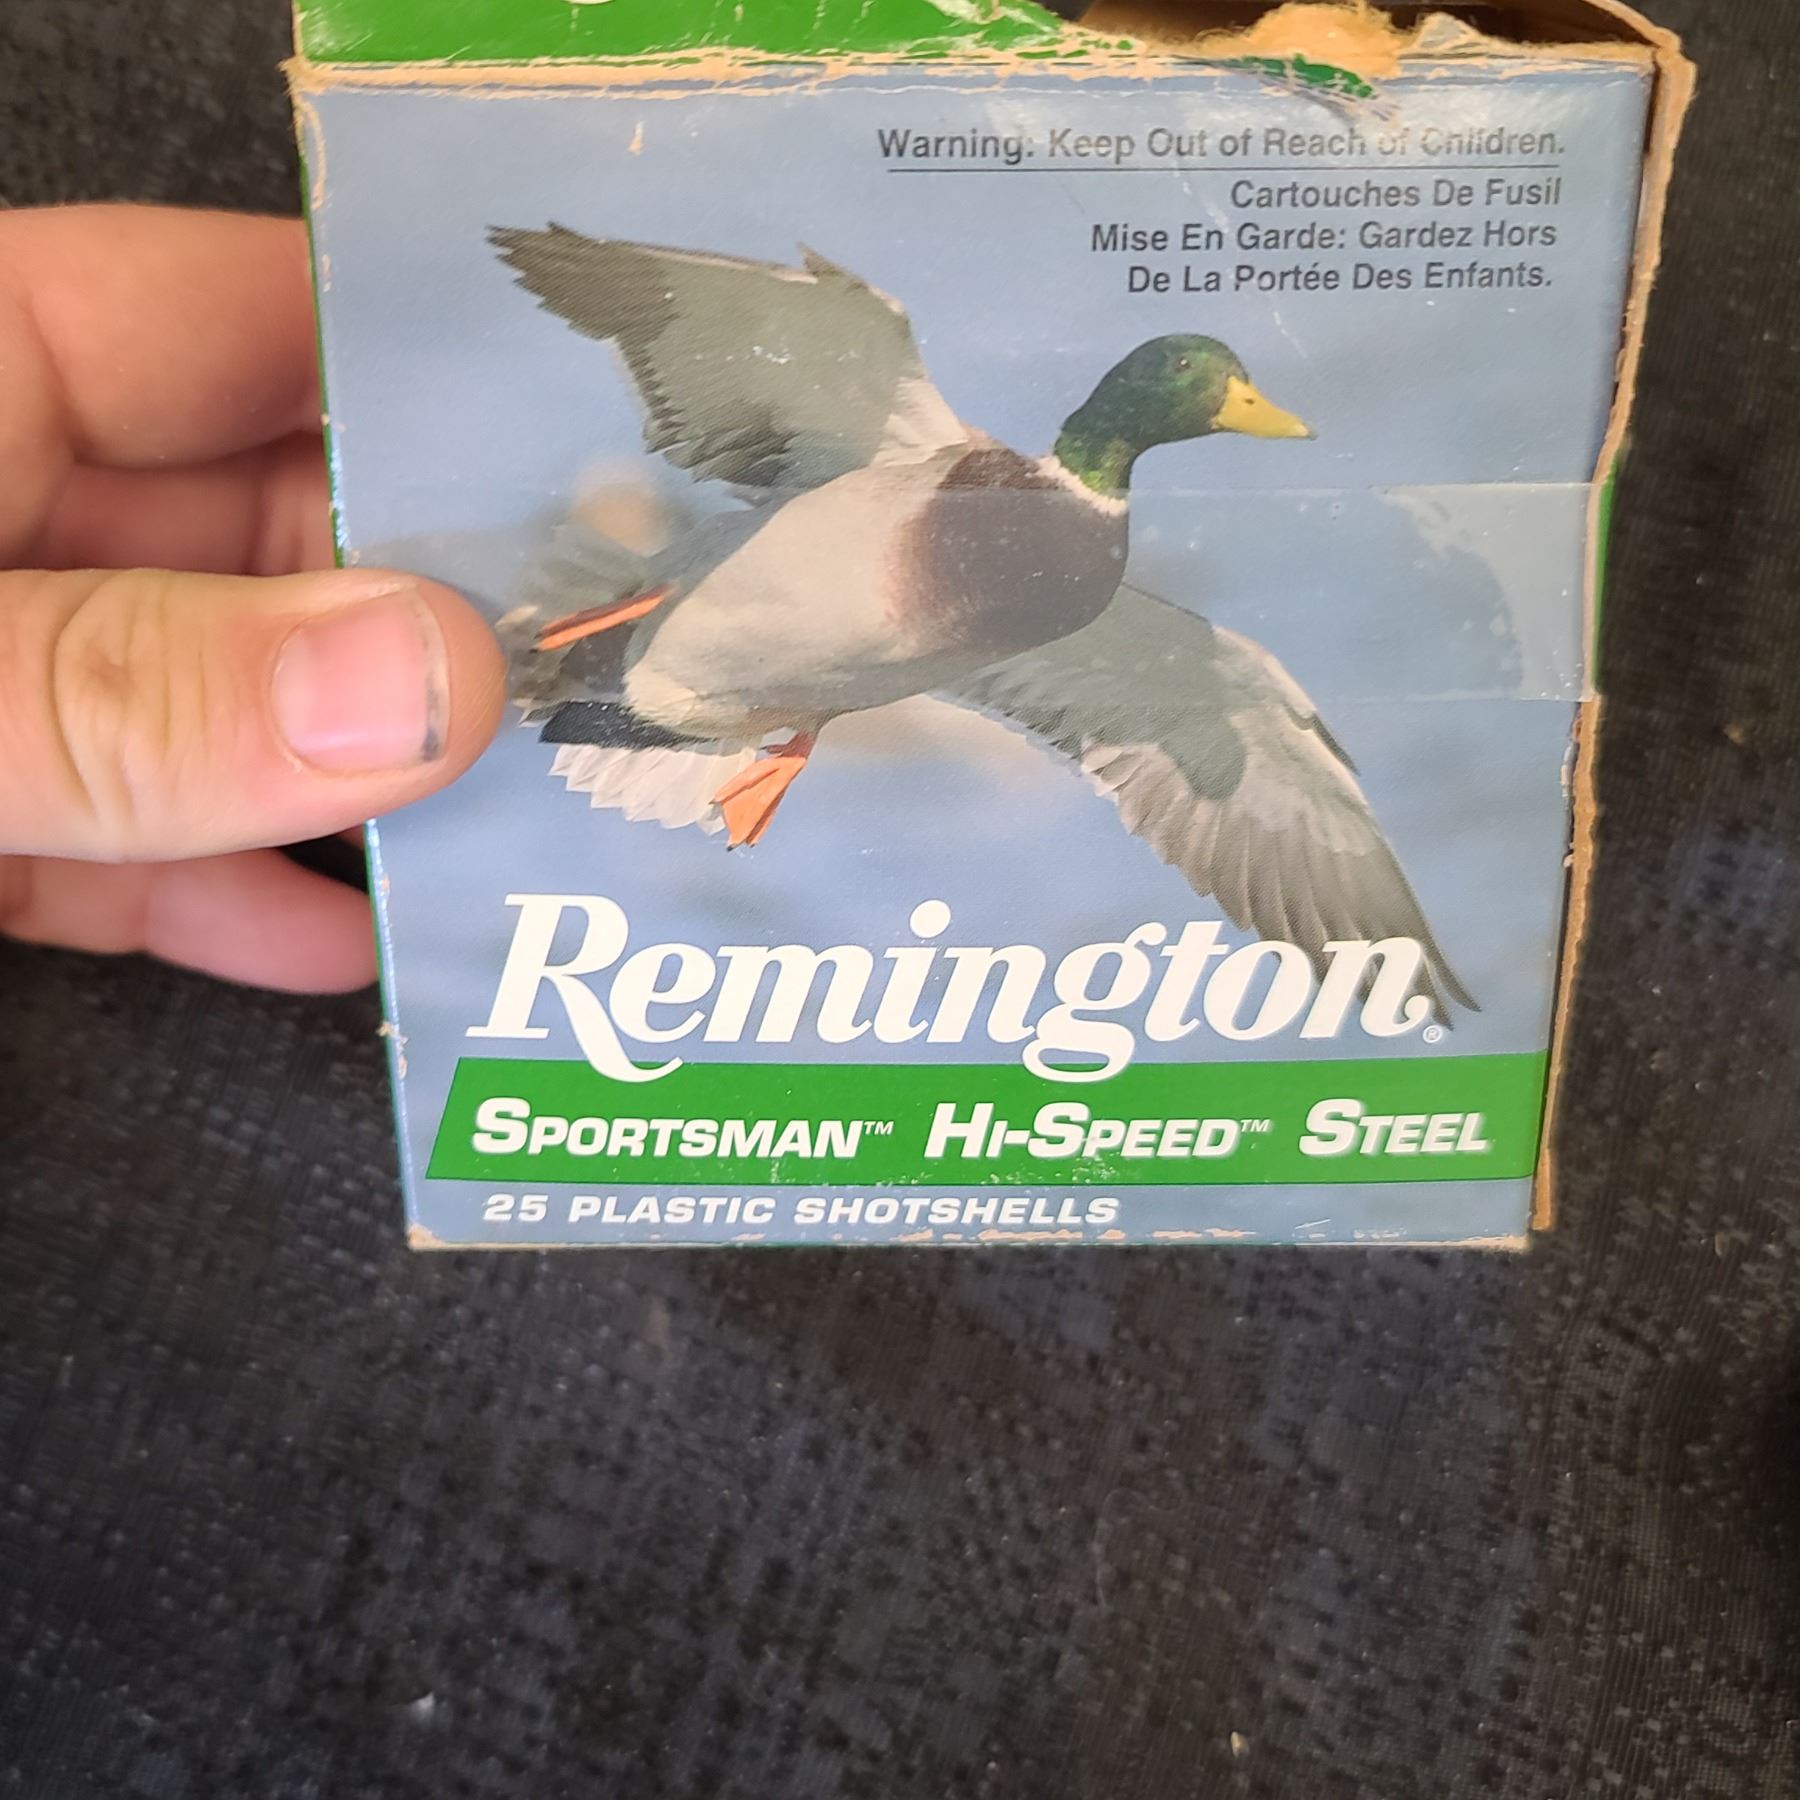 Warning: Keep Out of Reach of Children.
Cartouches De Fusil
Mise En Garde: Gardez Hors
De La Portée Des Enfants.
Remington®
SPORTSMAN™ HI-SPEED™ STEEL
25 PLASTIC SHOTSHELLS